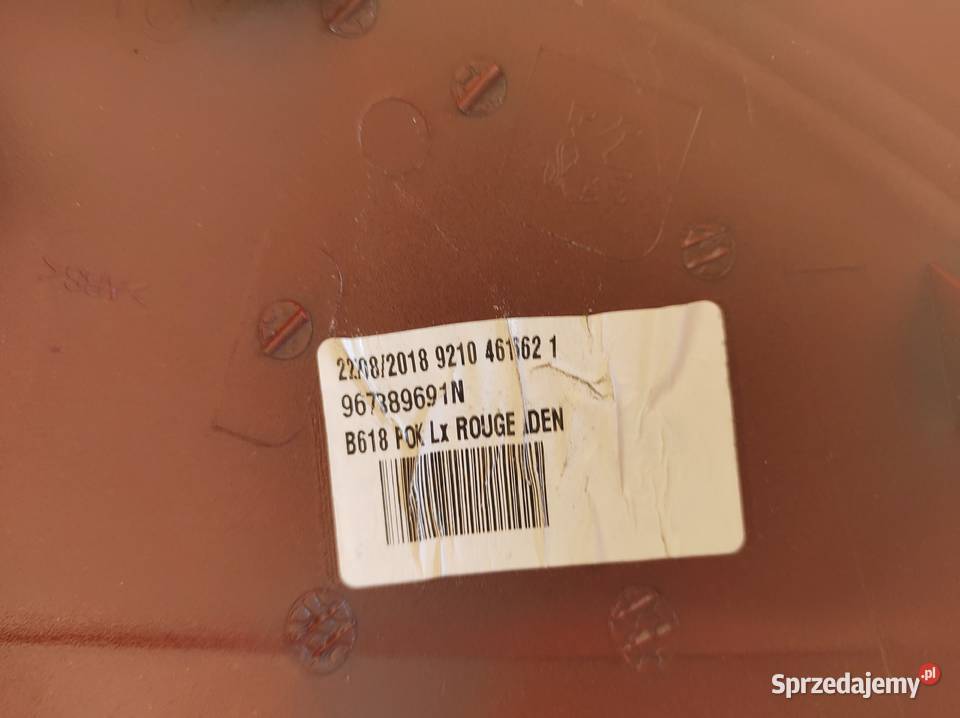 22/08/2018 9210 461662 1
967389691N
B618 POK Lx ROUGE ADEN
Sprzedajemy.pl